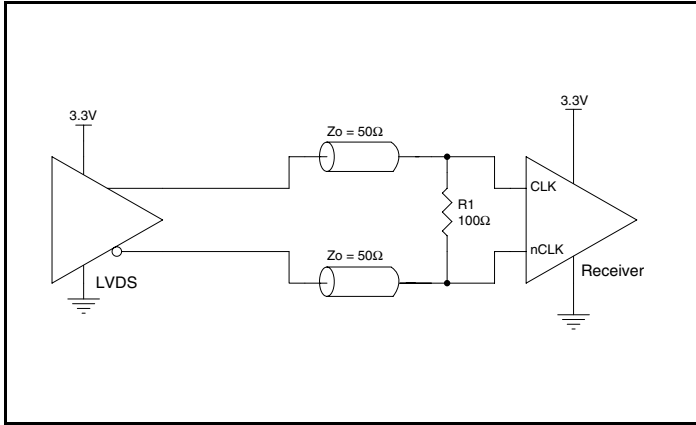 3.3V
3.3V
Zo = 50Ω
CLK
R1
100Ω
nCLK
Zo = 50Ω
Receiver
LVDS